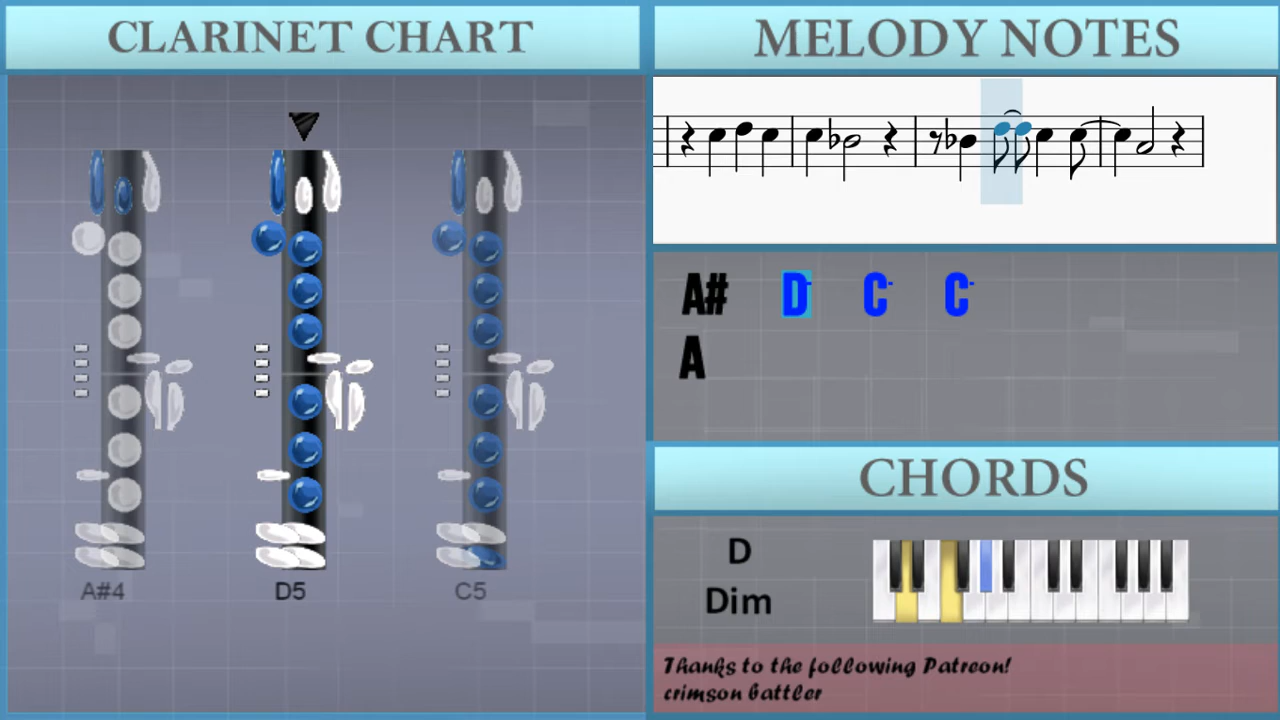 CLARINET CHART
A#4
D5
C5
MELODY NOTES
A# D- C- C-
A
CHORDS
D
Dim
Thanks to the following Patreon!
crimson battler